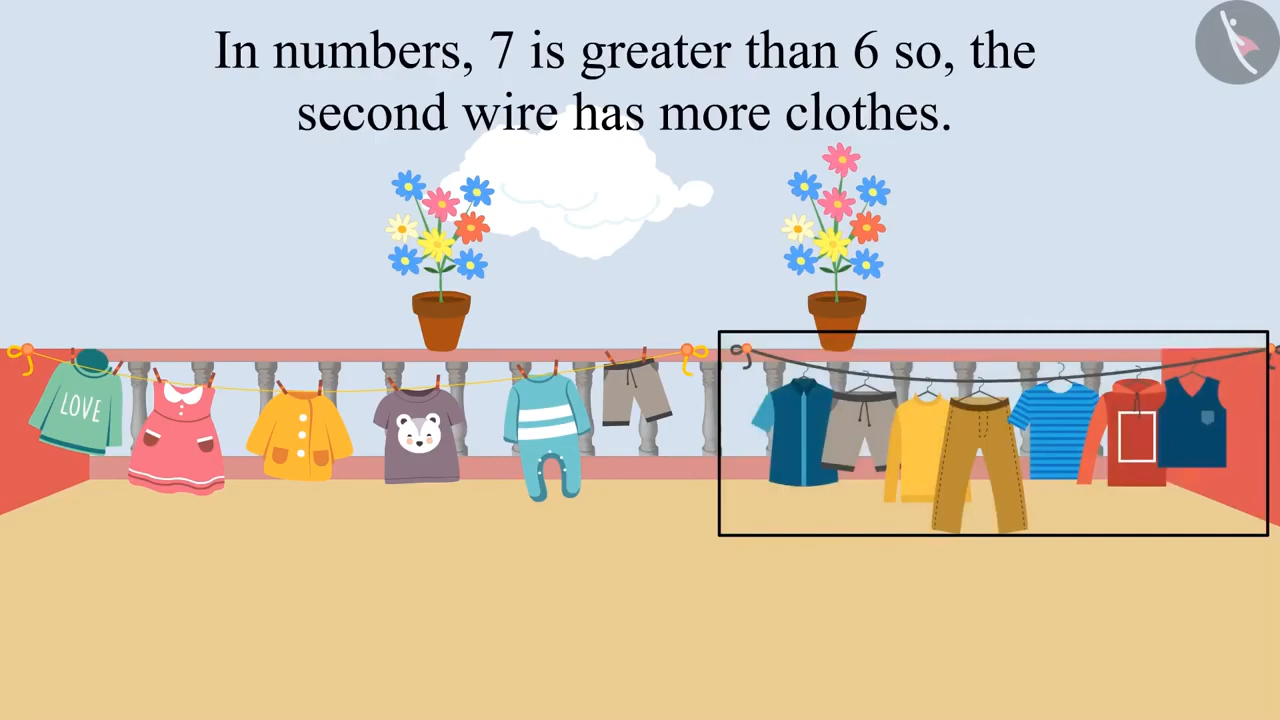 In numbers, 7 is greater than 6 so, the
second wire has more clothes.
LOVE